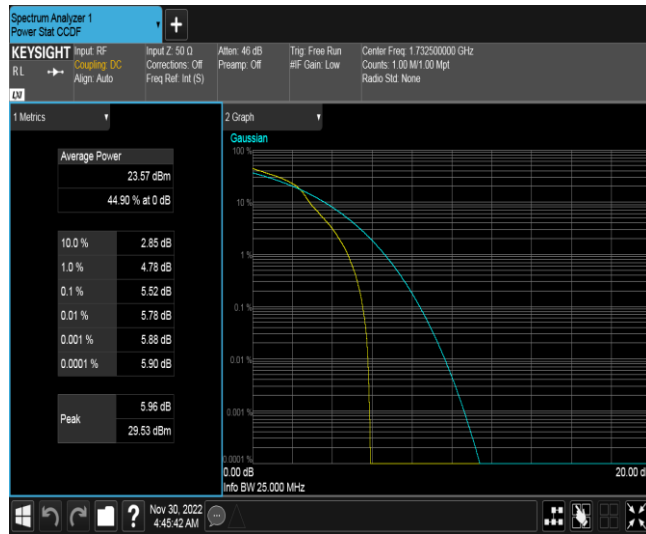 Spectrum Analyzer 1
Power Stat CCDF
+
KEYSIGHT
RL
LXI
Input: RF
Coupling: DC
Align: Auto
Input Z: 50 Ω
Corrections: Off
Freq Ref: Int (S)
Atten: 46 dB
Preamp: Off
Trig: Free Run
#IF Gain: Low
Center Freq: 1.732500000 GHz
Counts: 1.00 M/1.00 Mpt
Radio Std: None
1 Metrics
Average Power
23.57 dBm
44.90 % at 0 dB
10.0 % 2.85 dB
1.0 % 4.78 dB
0.1 % 5.52 dB
0.01 % 5.78 dB
0.001 % 5.88 dB
0.0001 % 5.90 dB
Peak
5.96 dB
29.53 dBm
2 Graph
Gaussian
100 %
10 %
1 %
0.1 %
0.01 %
0.001 %
0.0001 %
0.00 dB
20.00 d
Info BW 25.000 MHz
?
Nov 30, 2022
4:45:42 AM